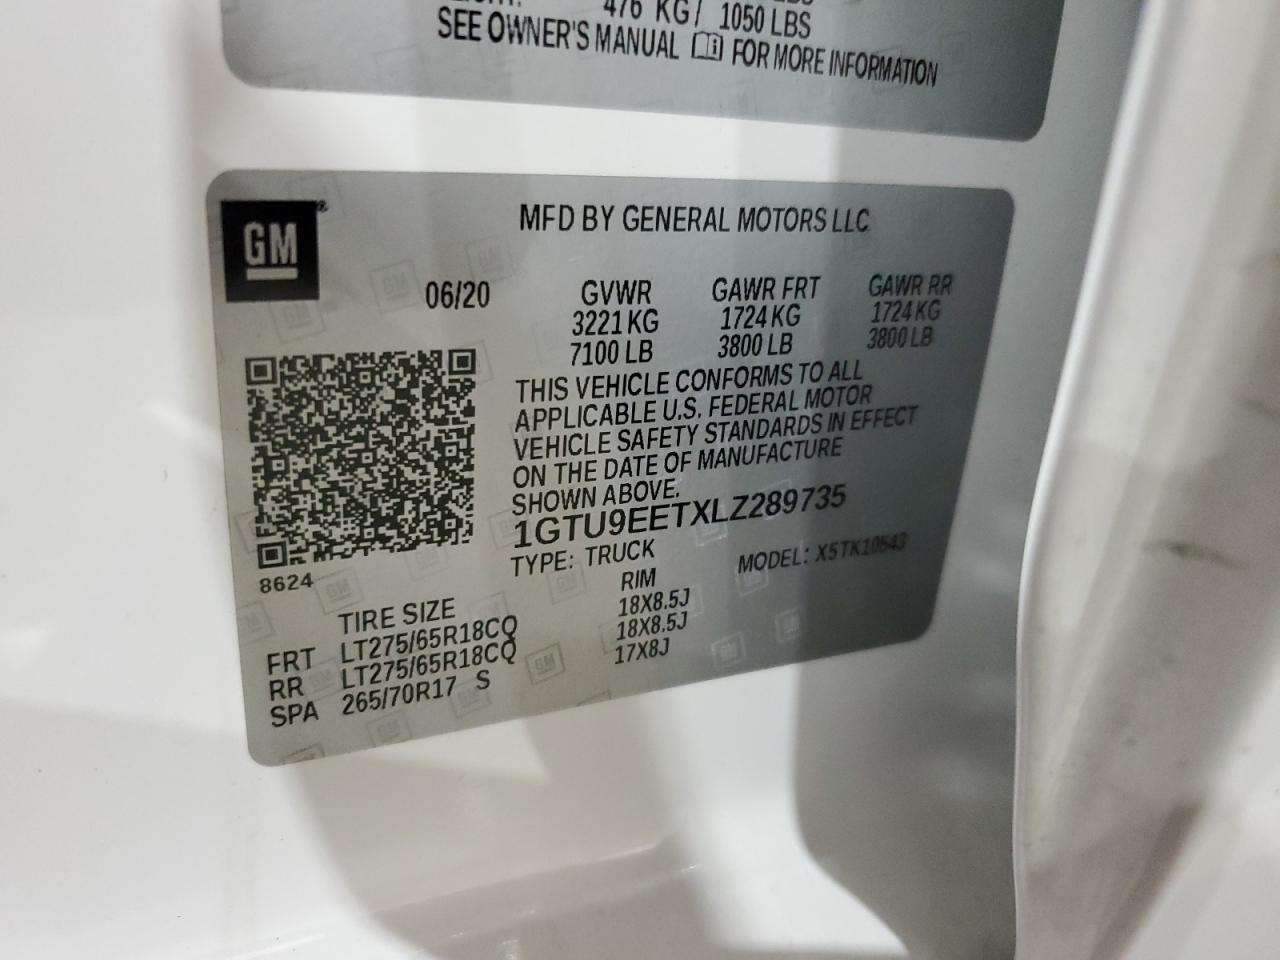 476 KG / 1050 LBS
SEE OWNER'S MANUAL FOR MORE INFORMATION
GM®
MFD BY GENERAL MOTORS LLC
06/20 GVWR GAWR FRT GAWR RR
3221 KG 1724 KG 1724 KG
7100 LB 3800 LB 3800 LB
THIS VEHICLE CONFORMS TO ALL
APPLICABLE U.S. FEDERAL MOTOR
VEHICLE SAFETY STANDARDS IN EFFECT
ON THE DATE OF MANUFACTURE
SHOWN ABOVE.
1GTU9EETXLZ289735
TYPE: TRUCK MODEL: X5TK10543
8624
TIRE SIZE RIM
FRT LT275/65R18CQ 18X8.5J
RR LT275/65R18CQ 18X8.5J
SPA 265/70R17 S 17X8J